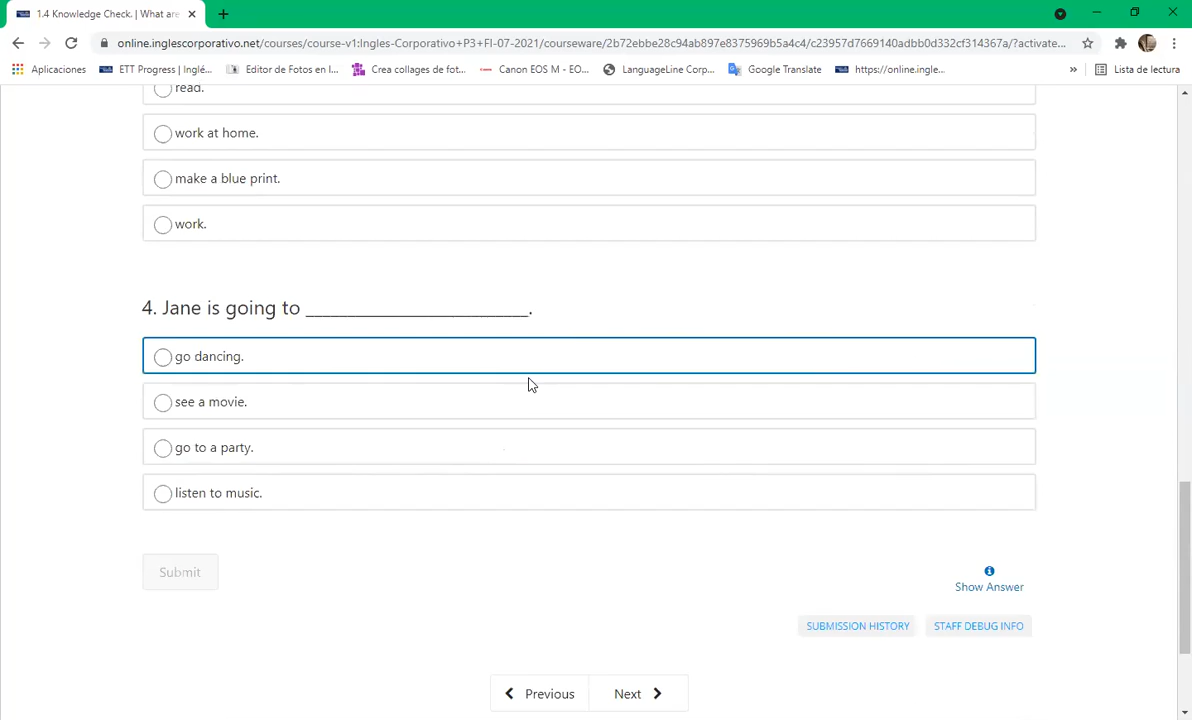 1.4 Knowledge Check. | What are
online.inglescorporativo.net/courses/course-v1:Ingles-Corporativo+P3+FI-07-2021/courseware/2b72ebbe28c94ab897e8375969b5a4c4/c23957d7669140adbb0d332cf314367a/?activate...
Aplicaciones ETT Progress | Inglé... Editor de Fotos en l... Crea collages de fot... Canon EOS M - EO... LanguageLine Corp... Google Translate https://online.ingle... » Lista de lectura
read.
work at home.
make a blue print.
work.
4. Jane is going to ________________________.
go dancing.
see a movie.
go to a party.
listen to music.
Submit
Show Answer
SUBMISSION HISTORY STAFF DEBUG INFO
Previous Next